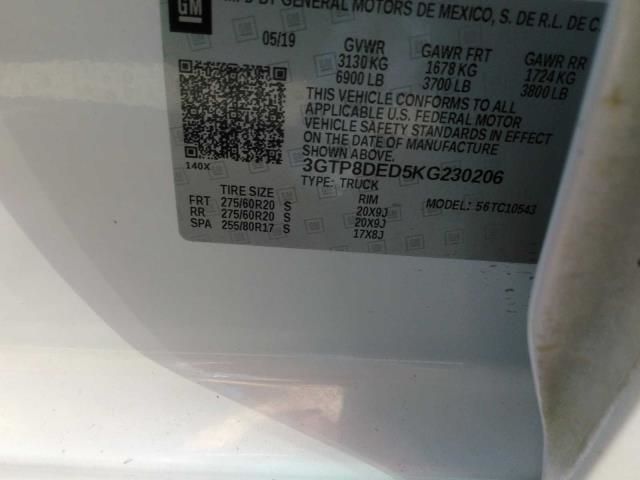 GM
MFD BY GENERAL MOTORS DE MEXICO, S. DE R.L. DE C.
05/19
GVWR
3130 KG
6900 LB
GAWR FRT
1678 KG
3700 LB
GAWR RR
1724 KG
3800 LB
THIS VEHICLE CONFORMS TO ALL
APPLICABLE U.S. FEDERAL MOTOR
VEHICLE SAFETY STANDARDS IN EFFECT
ON THE DATE OF MANUFACTURE
SHOWN ABOVE.
140X
3GTP8DED5KG230206
TYPE: TRUCK
MODEL: 56TC10543
TIRE SIZE RIM
FRT 275/60R20 S 20X9J
RR 275/60R20 S 20X9J
SPA 255/80R17 S 17X8J